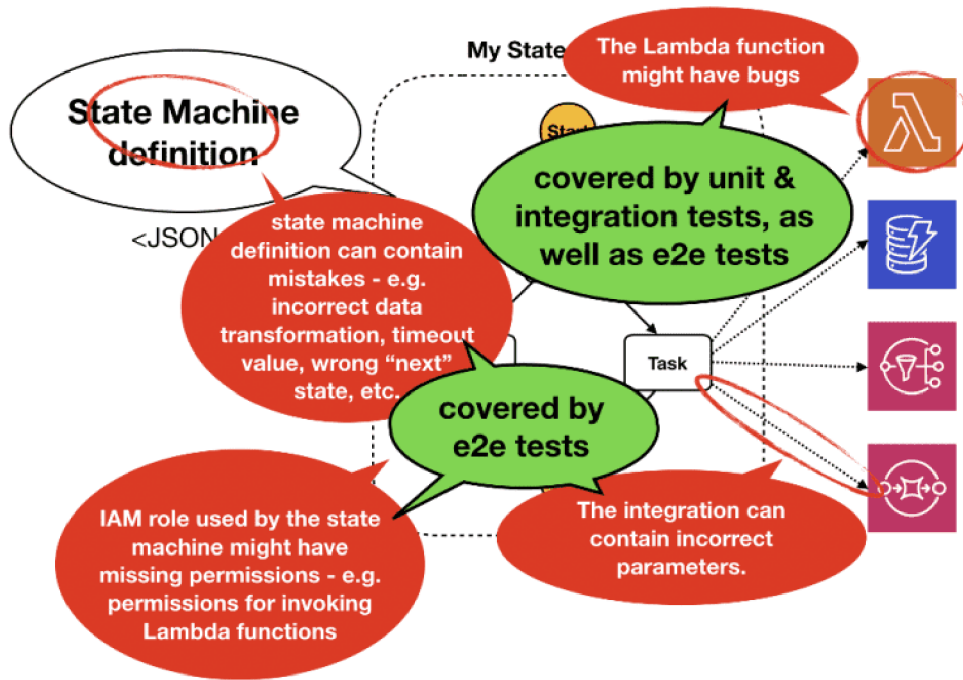 My State
The Lambda function
might have bugs
State Machine
definition
Start
covered by unit &
integration tests, as
well as e2e tests
<JSON
state machine
definition can contain
mistakes - e.g.
incorrect data
transformation, timeout
value, wrong “next”
state, etc.
Task
covered by
e2e tests
IAM role used by the state
machine might have
missing permissions - e.g.
permissions for invoking
Lambda functions
The integration can
contain incorrect
parameters.